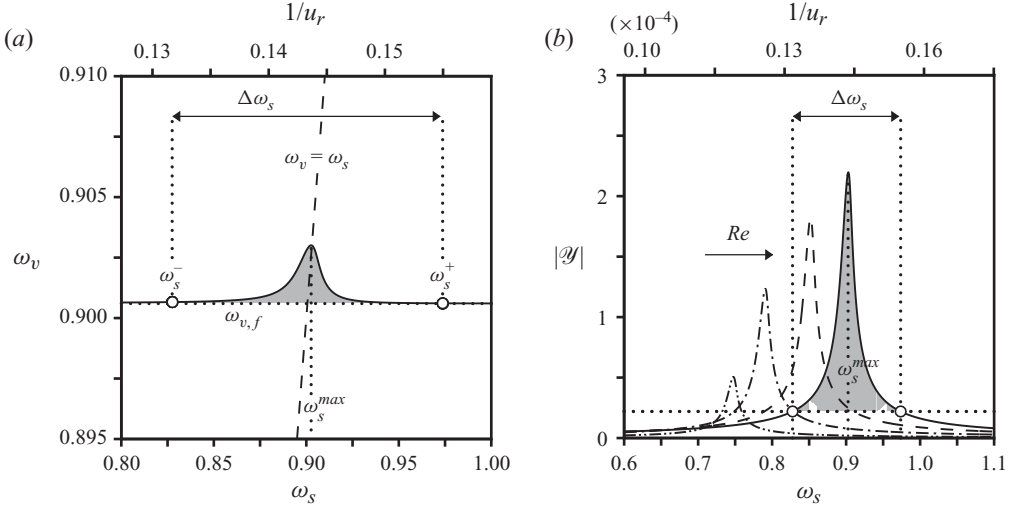 (a)
1/u_r
0.132
0.144
0.155
0.910
0.905
0.900
0.895
ω_v
Δω_s
ω_v = ω_s
ω_s^−
ω_s^+
ω_{v, f}
ω_s^{max}
0.80
0.85
0.90
0.95
1.00
ω_s
(b)
(×10^{–4})
1/u_r
0.10
0.13
0.16
3
2
1
0
|𝒴|
Δω_s
Re
ω_s^{max}
0.6
0.7
0.8
0.9
1.0
1.1
ω_s